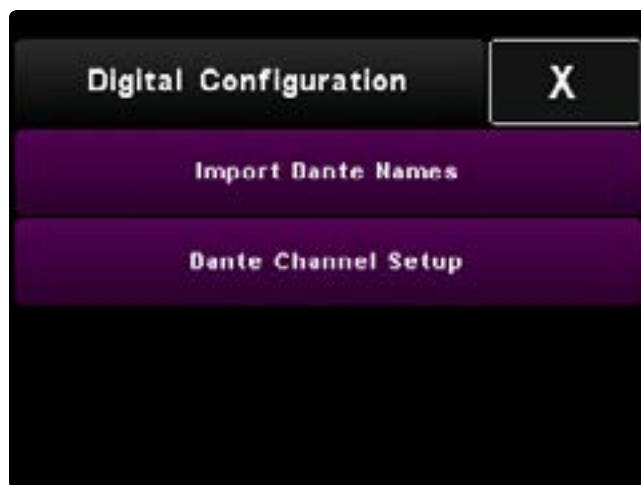 Digital Configuration X
Import Dante Names
Dante Channel Setup